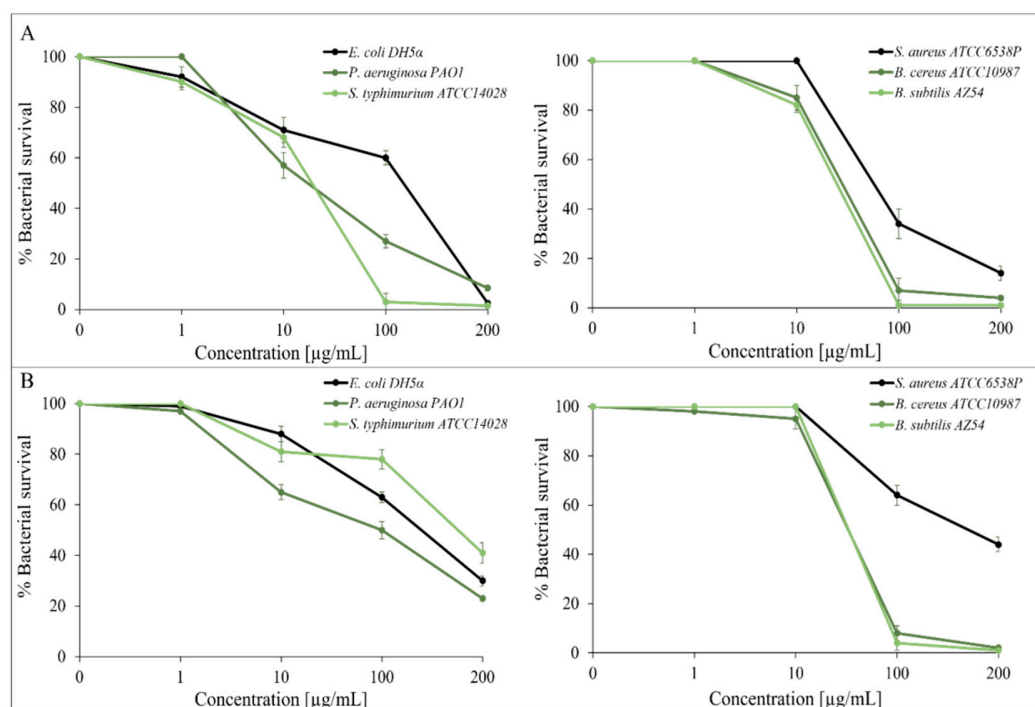 A
E. coli DH5α
P. aeruginosa PAO1
S. typhimurium ATCC14028
% Bacterial survival
100
80
60
40
20
0
0 1 10 100 200
Concentration [µg/mL]
S. aureus ATCC6538P
B. cereus ATCC10987
B. subtilis AZ54
% Bacterial survival
100
80
60
40
20
0
0 1 10 100 200
Concentration [µg/mL]
B
E. coli DH5α
P. aeruginosa PAO1
S. typhimurium ATCC14028
% Bacterial survival
100
80
60
40
20
0
0 1 10 100 200
Concentration [µg/mL]
S. aureus ATCC6538P
B. cereus ATCC10987
B. subtilis AZ54
% Bacterial survival
100
80
60
40
20
0
0 1 10 100 200
Concentration [µg/mL]